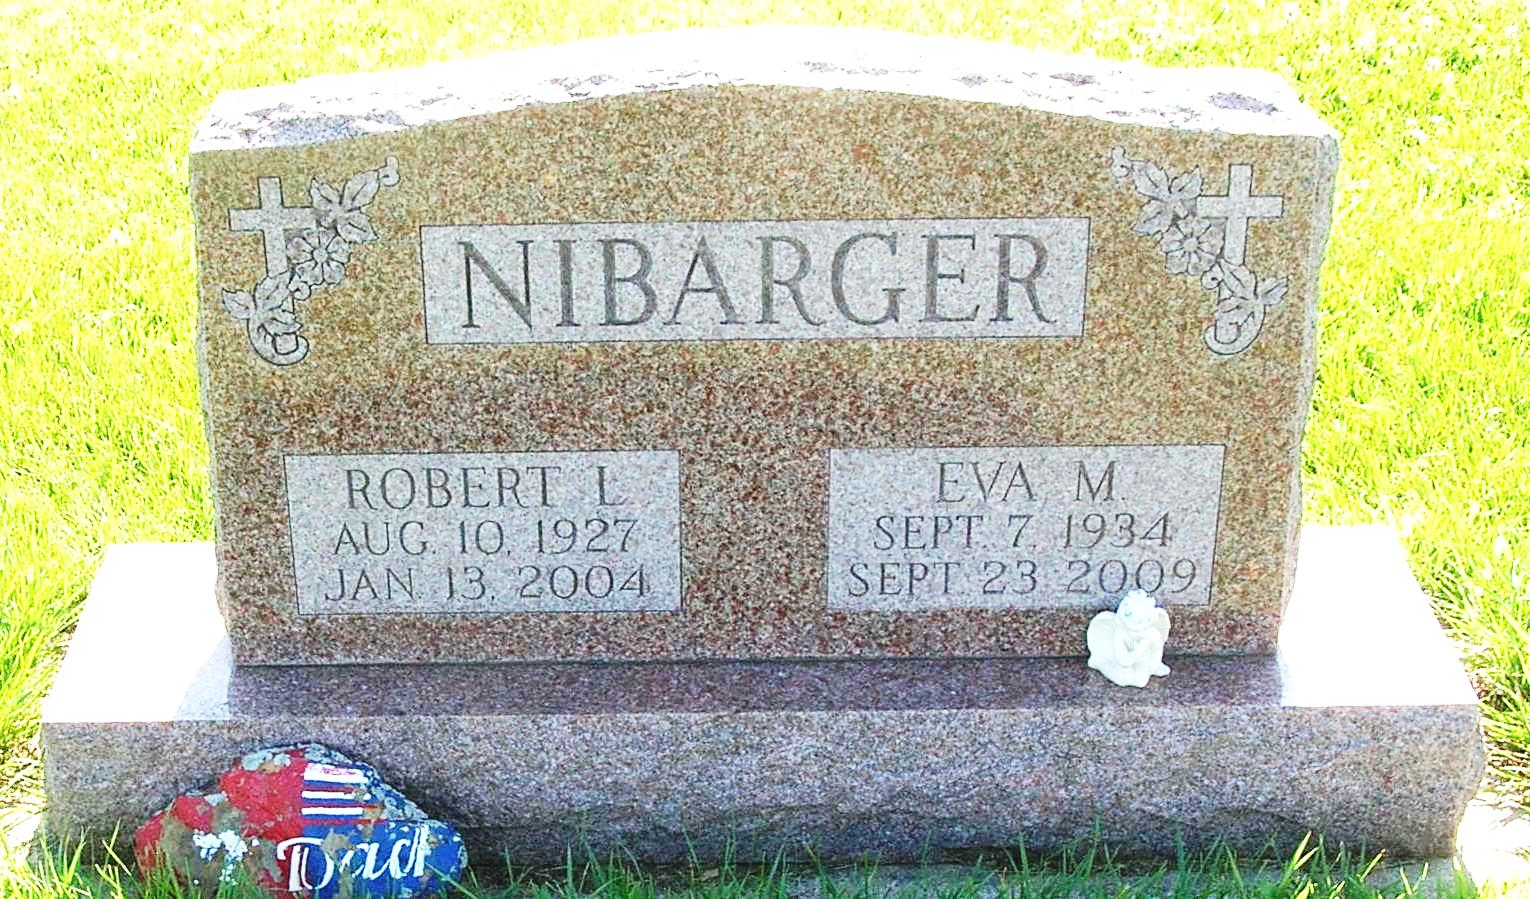 NIBARGER
ROBERT L.
AUG. 10, 1927
JAN. 13, 2004
EVA M.
SEPT. 7, 1934
SEPT. 23, 2009
Dad